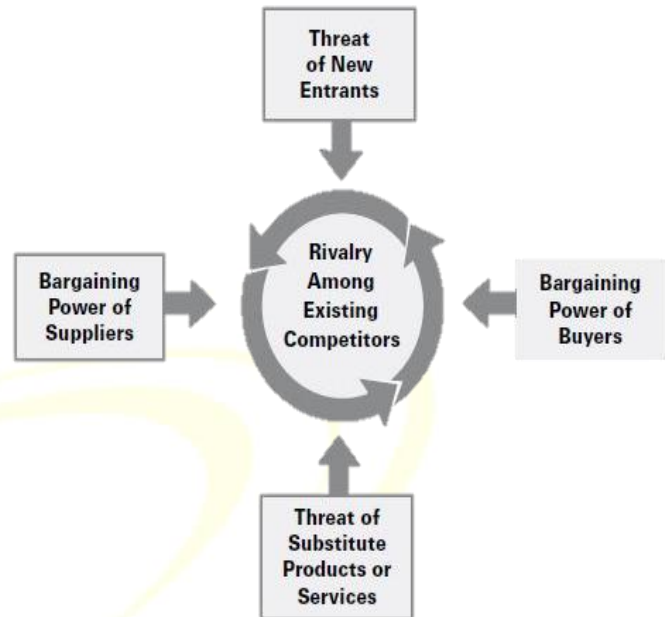 Threat
of New
Entrants
Bargaining
Power of
Suppliers
Rivalry
Among
Existing
Competitors
Bargaining
Power of
Buyers
Threat of
Substitute
Products or
Services